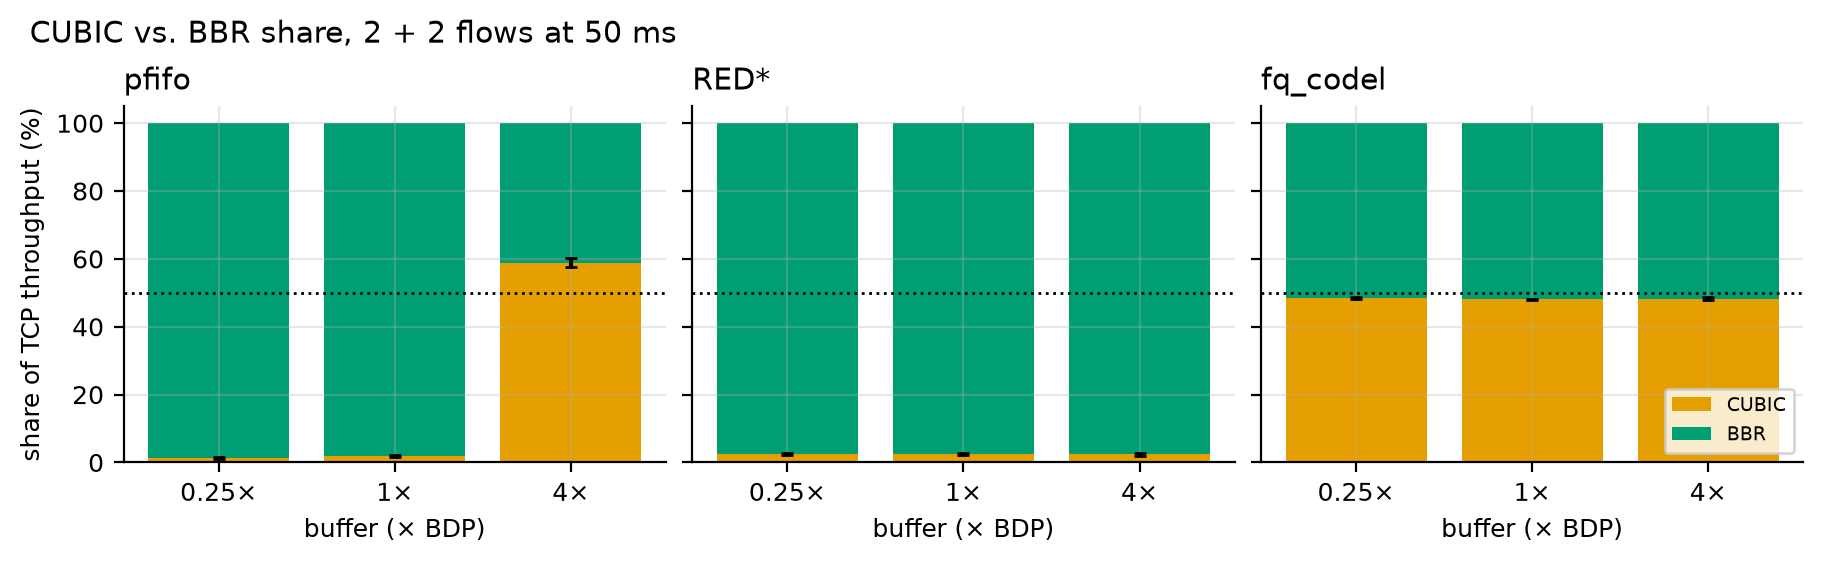 CUBIC vs. BBR share, 2 + 2 flows at 50 ms
pfifo
RED*
fq_codel
share of TCP throughput (%)
100
80
60
40
20
0
0.25×
1×
4×
buffer (× BDP)
0.25×
1×
4×
buffer (× BDP)
0.25×
1×
4×
buffer (× BDP)
CUBIC
BBR